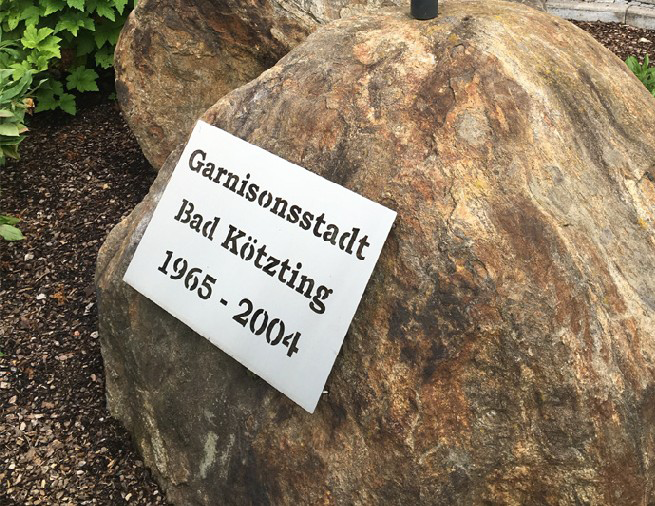 Garnisonsstadt
Bad Kötzting
1965 - 2004